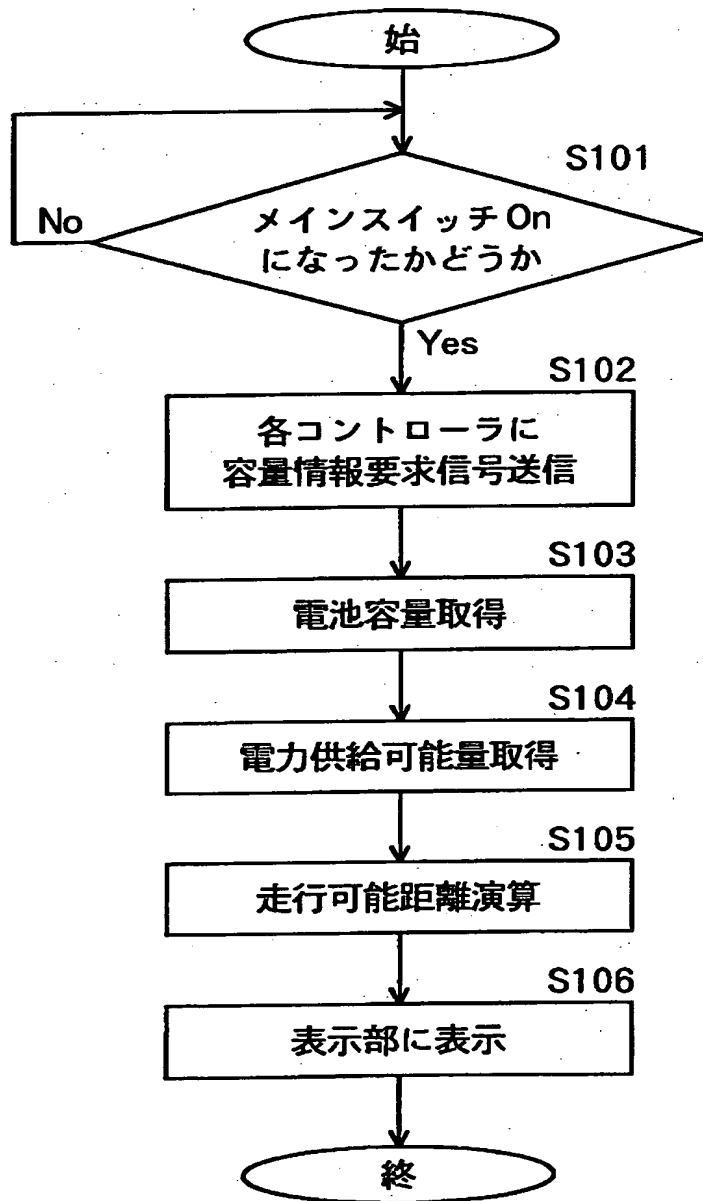 始
S101
メインスイッチOn
になったかどうか
No
Yes
S102
各コントローラに
容量情報要求信号送信
S103
電池容量取得
S104
電力供給可能量取得
S105
走行可能距離演算
S106
表示部に表示
終